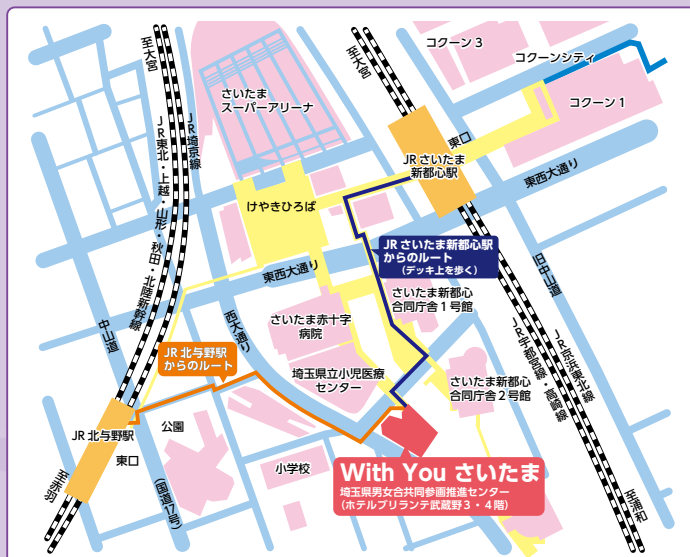 至大宮
至大宮
コクーン3
コクーンシティ
コクーン1
さいたま
スーパーアリーナ
JR埼京線
JR東北・上越・山形・秋田・北陸新幹線
東口
JRさいたま
新都心駅
東西大通り
けやきひろば
JRさいたま新都心駅
からのルート
(デッキ上を歩く)
旧中山道
東西大通り
さいたま新都心
合同庁舎1号館
中山道
西大通り
さいたま赤十字
病院
JR北与野駅
からのルート
埼玉県立小児医療
センター
さいたま新都心
合同庁舎2号館
JR京浜東北線
JR宇都宮線・高崎線
JR北与野駅
東口
公園
小学校
至赤羽
(国道17号)
With You さいたま
埼玉県男女共同参画推進センター
(ホテルブリランテ武蔵野3・4階)
至浦和